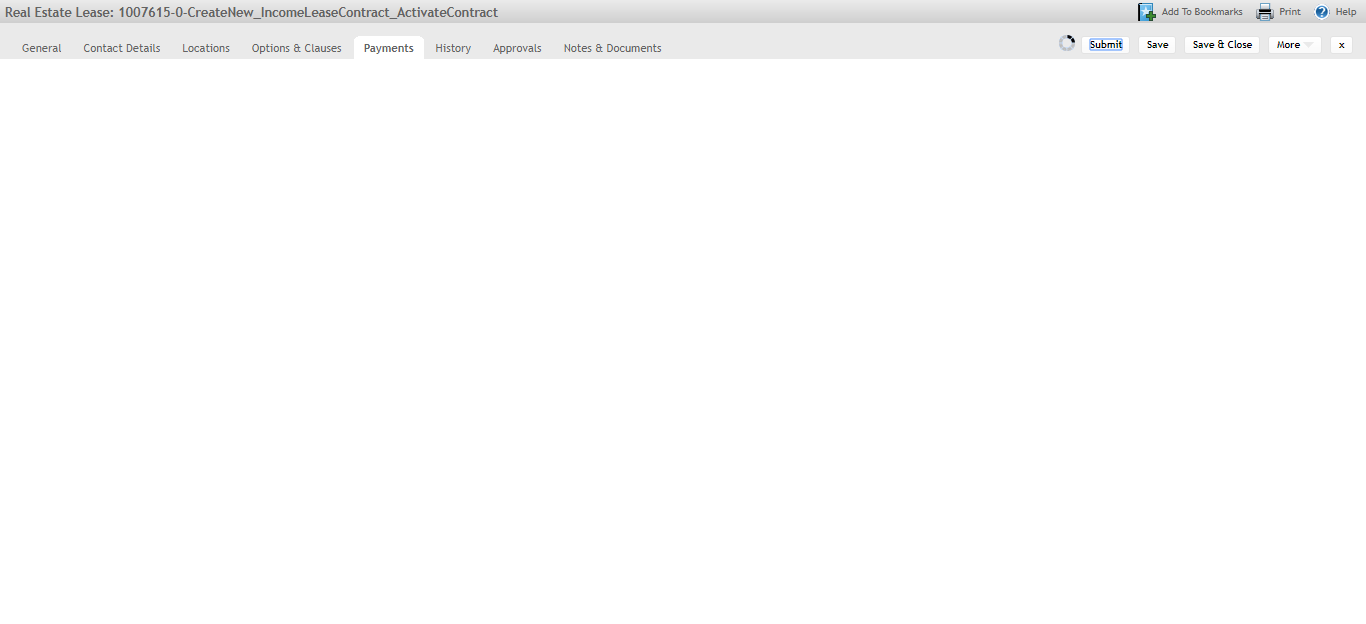 Real Estate Lease: 1007615-0-CreateNew_IncomeLeaseContract_ActivateContract Add To Bookmarks Print Help
General Contact Details Locations Options & Clauses Payments History Approvals Notes & Documents Submit Save Save & Close More x